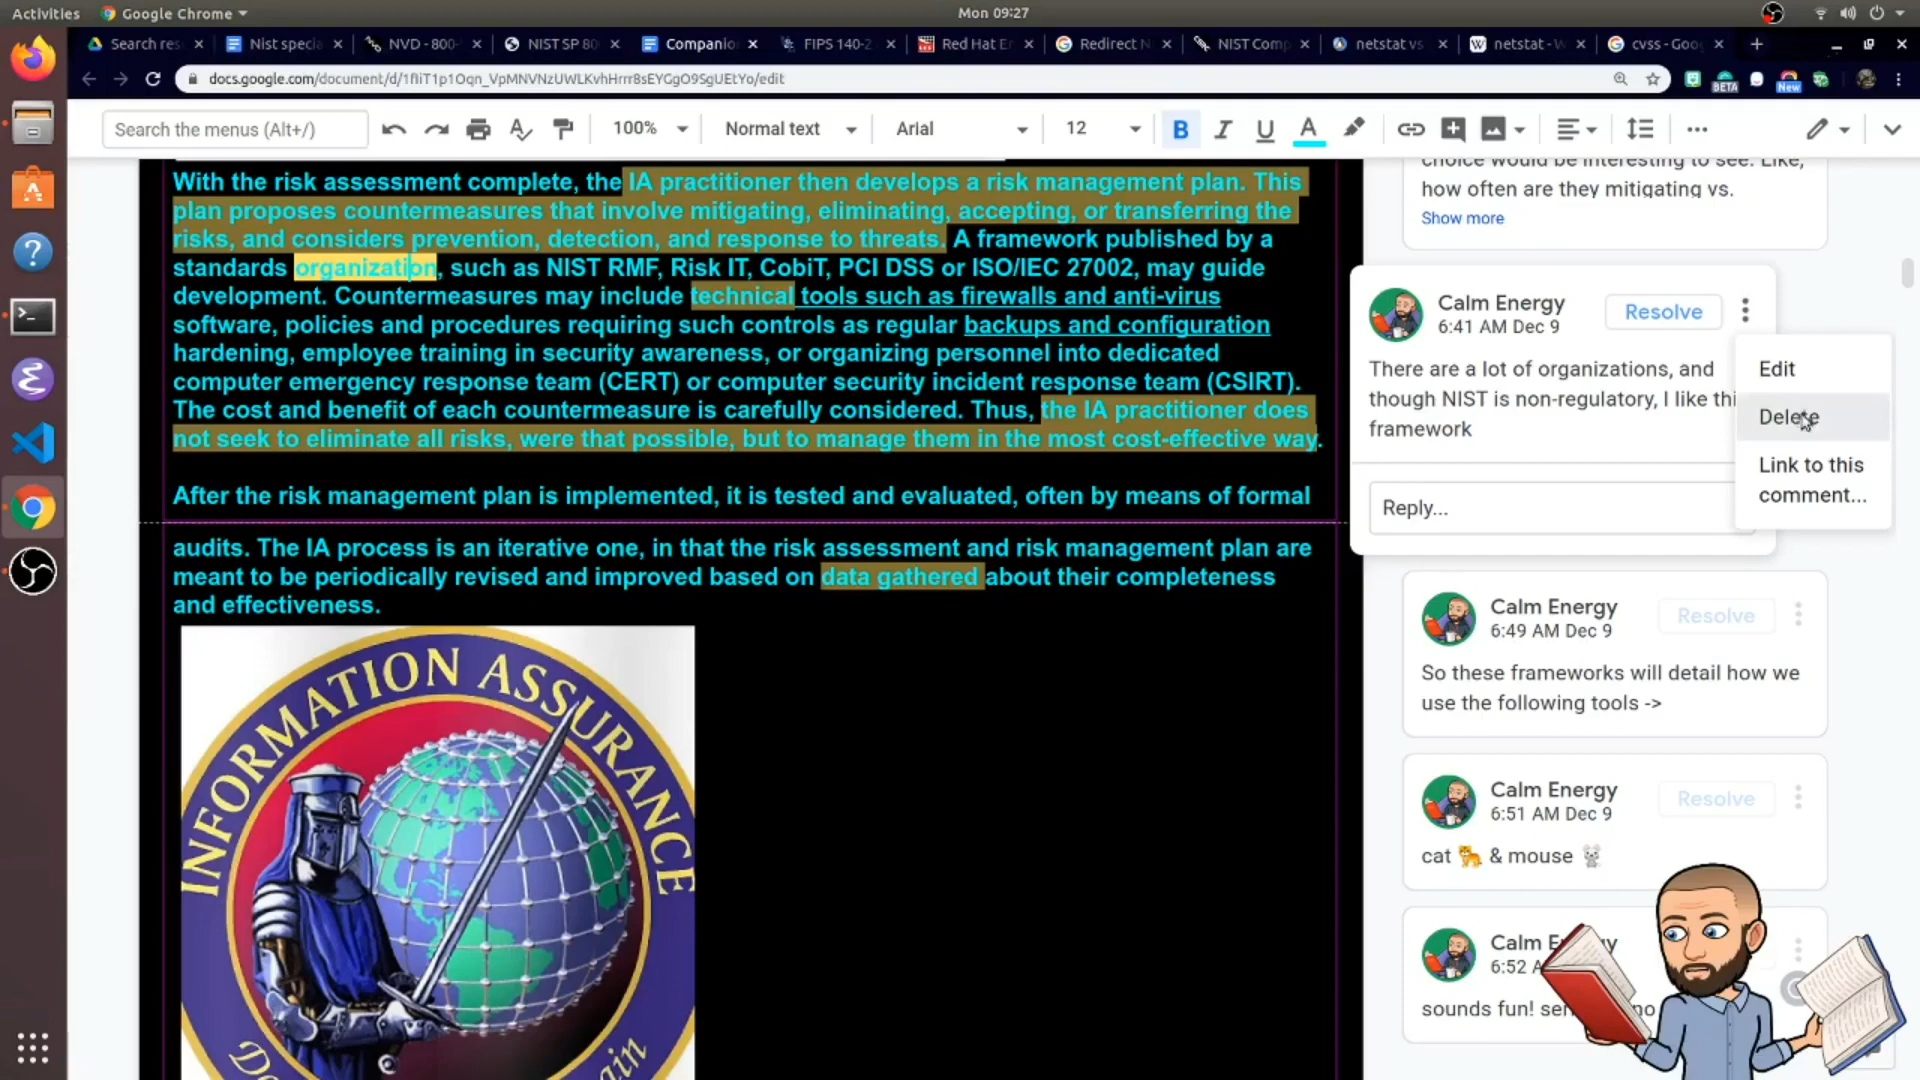 Activities
Google Chrome
Mon 09:27
Search res
Nist specia
NVD - 800-
NIST SP 80
Companio
FIPS 140-2
Red Hat E
Redirect N
NIST Comp
netstat vs
netstat - W
cvss - Goo
Search the menus (Alt+/)
100%
Normal text
Arial
12
B I U A
BETA
New
With the risk assessment complete, the IA practitioner then develops a risk management plan. This
plan proposes countermeasures that involve mitigating, eliminating, accepting, or transferring the
risks, and considers prevention, detection, and response to threats. A framework published by a
standards organization, such as NIST RMF, Risk IT, CobiT, PCI DSS or ISO/IEC 27002, may guide
development. Countermeasures may include technical tools such as firewalls and anti-virus
software, policies and procedures requiring such controls as regular backups and configuration
hardening, employee training in security awareness, or organizing personnel into dedicated
computer emergency response team (CERT) or computer security incident response team (CSIRT).
The cost and benefit of each countermeasure is carefully considered. Thus, the IA practitioner does
not seek to eliminate all risks, were that possible, but to manage them in the most cost-effective way.
After the risk management plan is implemented, it is tested and evaluated, often by means of formal
audits. The IA process is an iterative one, in that the risk assessment and risk management plan are
meant to be periodically revised and improved based on data gathered about their completeness
and effectiveness.
INFORMATION ASSURANCE
choice would be interesting to see. Like,
how often are they mitigating vs.
Show more
Calm Energy
6:41 AM Dec 9
Resolve
There are a lot of organizations, and
though NIST is non-regulatory, I like thi
framework
Reply...
Edit
Delete
Link to this
comment...
Calm Energy
6:49 AM Dec 9
Resolve
So these frameworks will detail how we
use the following tools ->
Calm Energy
6:51 AM Dec 9
Resolve
cat 🐅 & mouse 🐭
Calm
6:52
sounds fun!